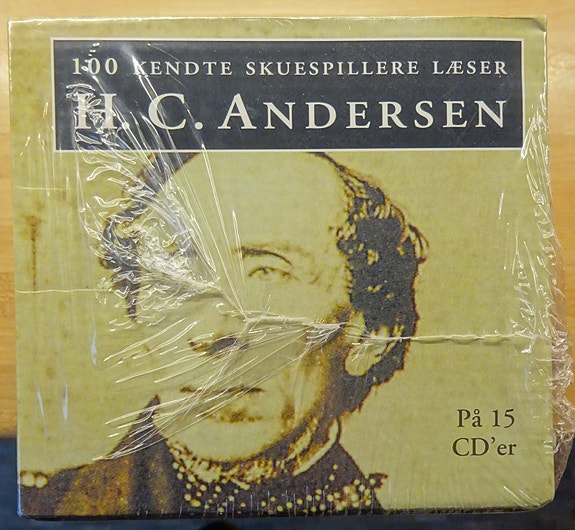 100 KENDTE SKUESPILLERE LÆSER
H. C. ANDERSEN
På 15
CD'er